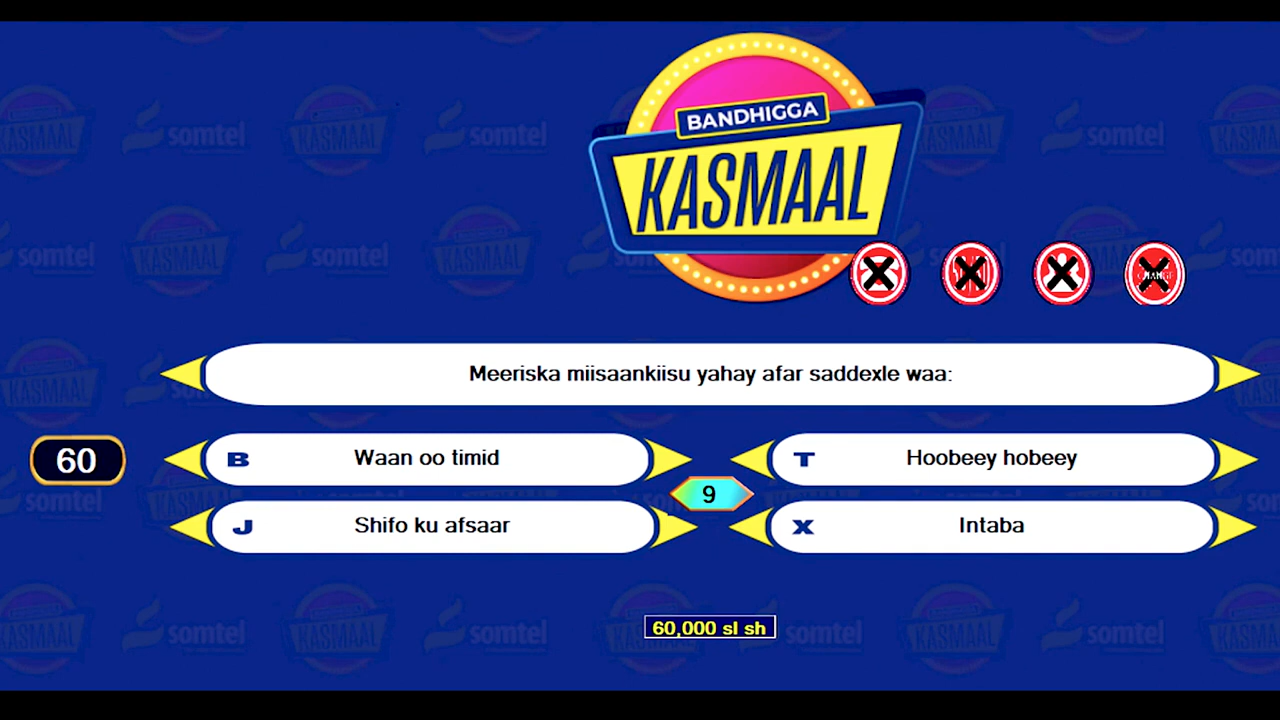 BANDHIGGA
KASMAAL
Meeriska miisaankiisu yahay afar saddexle waa:
60
B Waan oo timid
T Hoobeey hobeey
9
J Shifo ku afsaar
X Intaba
60,000 sl sh
somtel